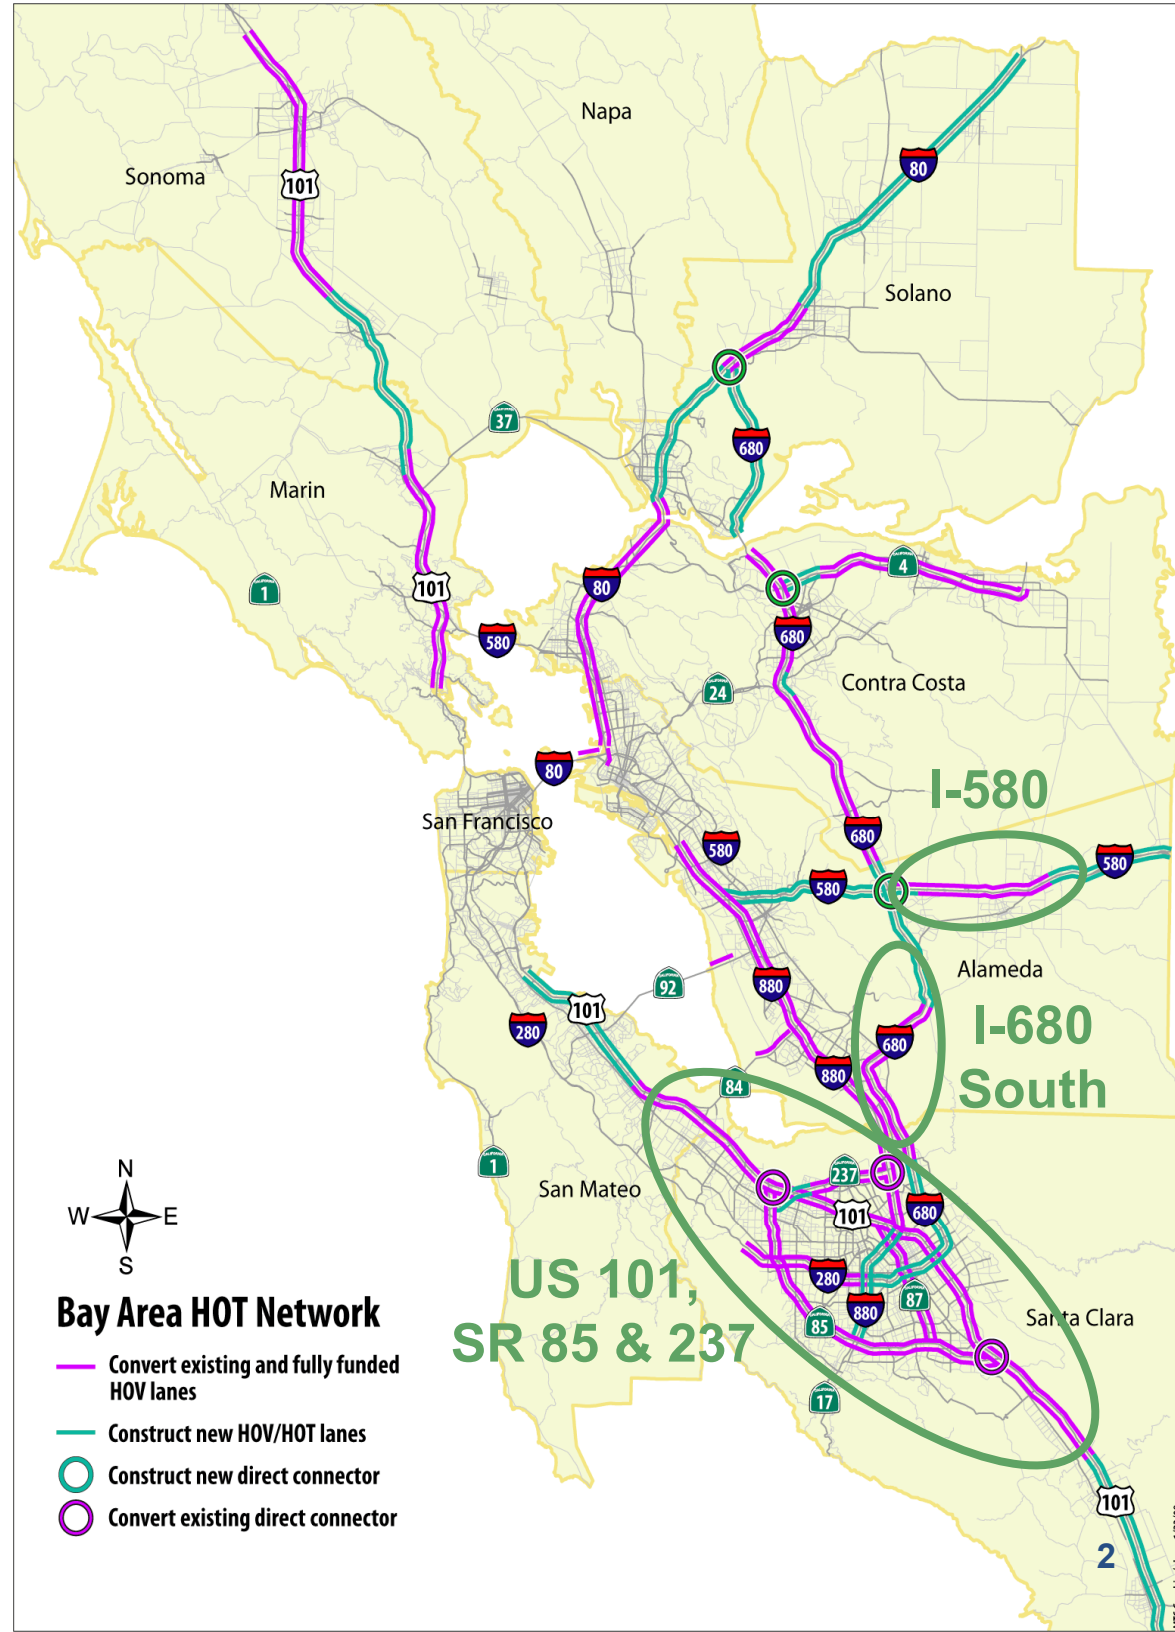 Napa
Sonoma
80
101
Solano
37
680
Marin
4
1
101
80
580
680
24
Contra Costa
80
I-580
San Francisco
680
580
580
580
Alameda
92
880
101
280
I-680
South
680
880
84
N
W
E
S
1
237
San Mateo
680
101
US 101,
SR 85 & 237
280
87
880
85
Santa Clara
17
Bay Area HOT Network
Convert existing and fully funded
HOV lanes
Construct new HOV/HOT lanes
Construct new direct connector
Convert existing direct connector
101
2